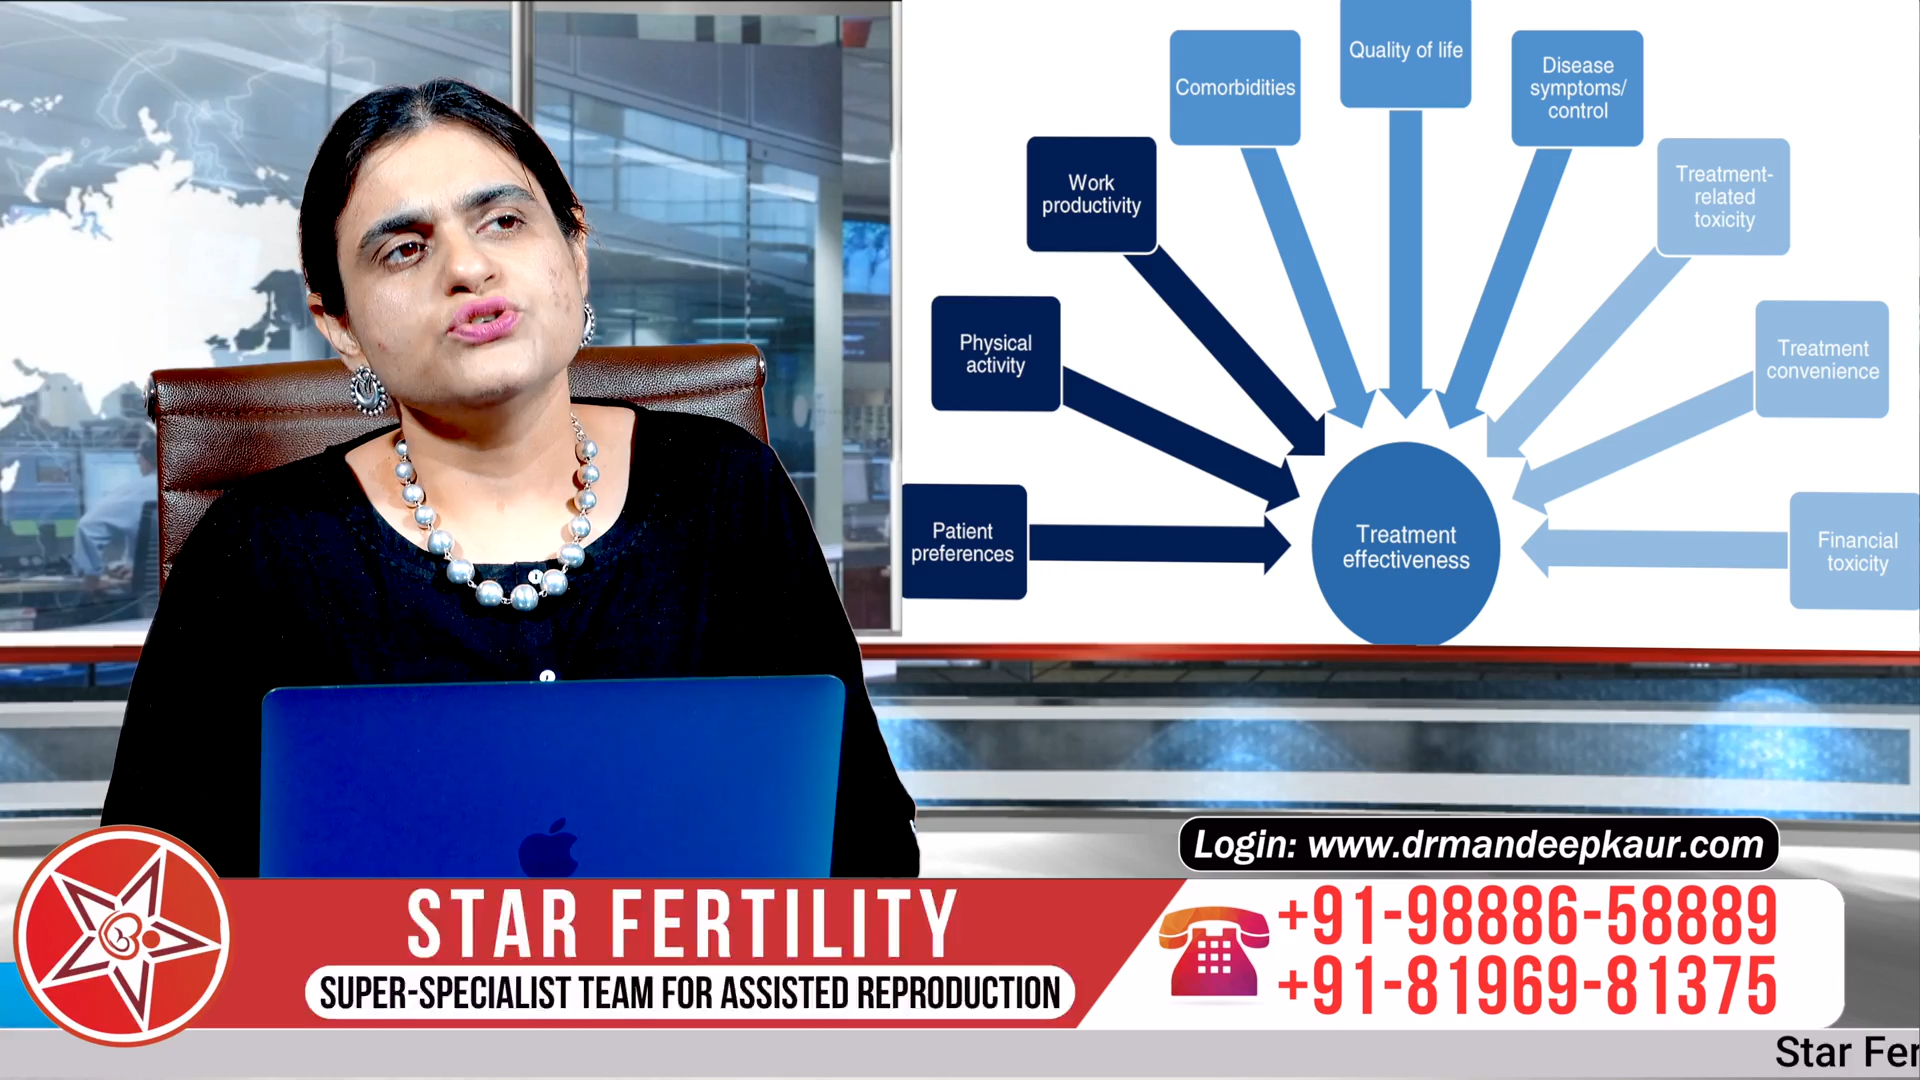 Quality of life
Comorbidities
Disease
symptoms/
control
Work
productivity
Treatment-
related
toxicity
Physical
activity
Treatment
convenience
Patient
preferences
Treatment
effectiveness
Financial
toxicity
Login: www.drmandeepkaur.com
STAR FERTILITY
SUPER-SPECIALIST TEAM FOR ASSISTED REPRODUCTION
+91-98886-58889
+91-81969-81375
Star Fer